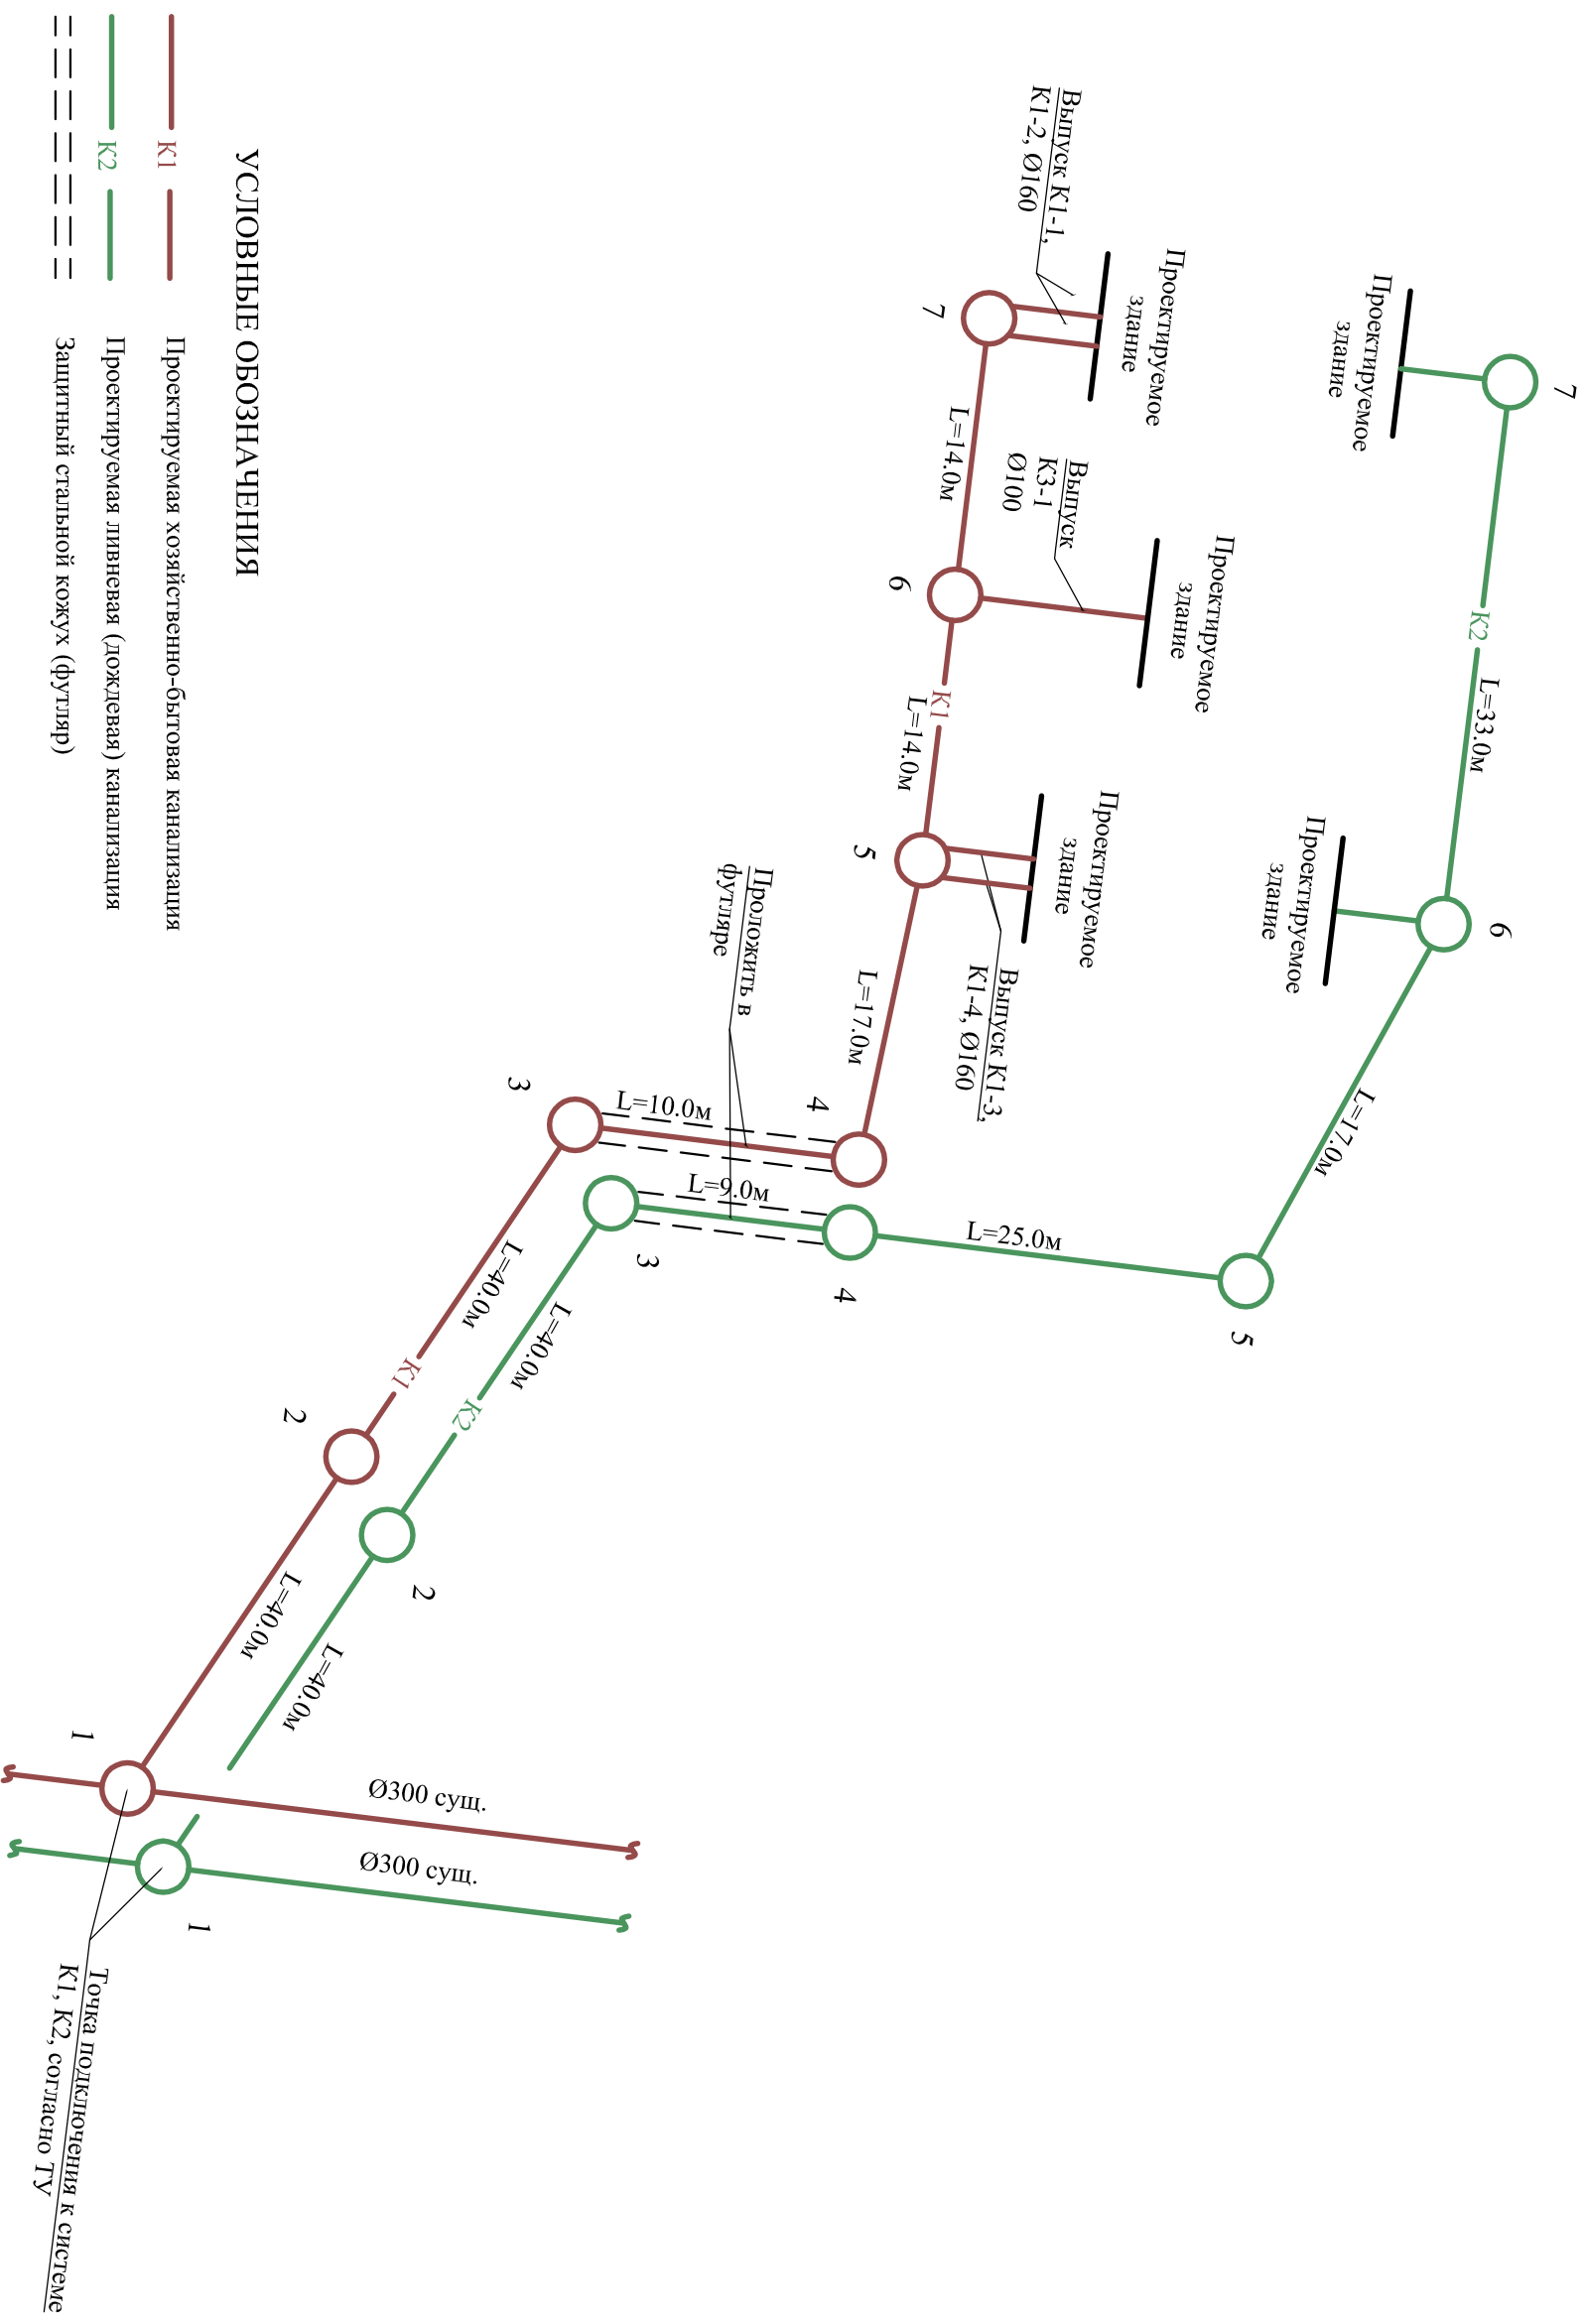 7
Проектируемое
здание
К2
L=33.0м
6
Проектируемое
здание
L=17.0м
5
L=25.0м
4
L=9.0м
3
L=40.0м
К2
2
L=40.0м
1
Проектируемое
здание
Выпуск К1-1,
К1-2, Ø160
7
L=14.0м
Проектируемое
здание
Выпуск
К3-1
Ø100
6
К1
L=14.0м
Проектируемое
здание
Выпуск К1-3,
К1-4, Ø160
5
L=17.0м
4
Проложить в
футляре
L=10.0м
3
L=40.0м
К1
2
L=40.0м
1
Ø300 сущ.
Ø300 сущ.
Точка подключения к системе
К1, К2, согласно ТУ
УСЛОВНЫЕ ОБОЗНАЧЕНИЯ
К1 Проектируемая хозяйственно-бытовая канализация
К2 Проектируемая ливневая (дождевая) канализация
Защитный стальной кожух (футляр)